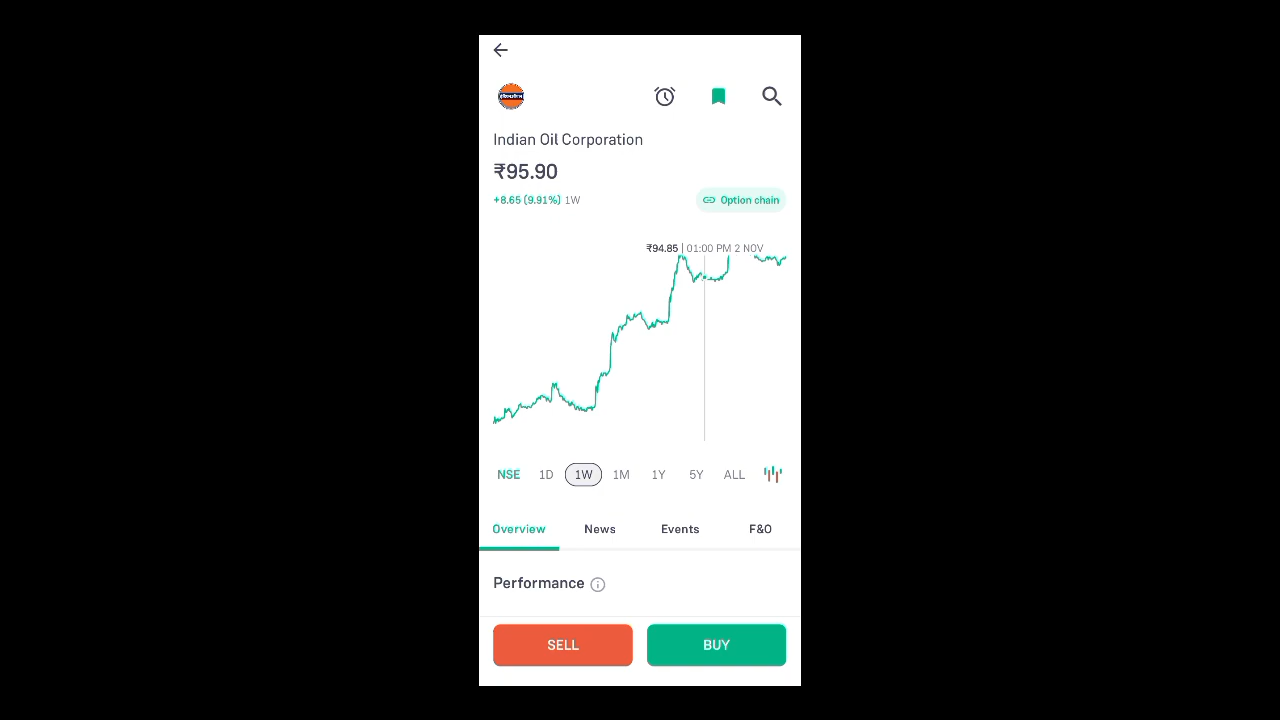 इंडियनऑयल
Indian Oil Corporation
₹95.90
+8.65 (9.91%) 1W
Option chain
₹94.85 | 01:00 PM 2 NOV
NSE 1D 1W 1M 1Y 5Y ALL
Overview News Events F&O
Performance
SELL BUY